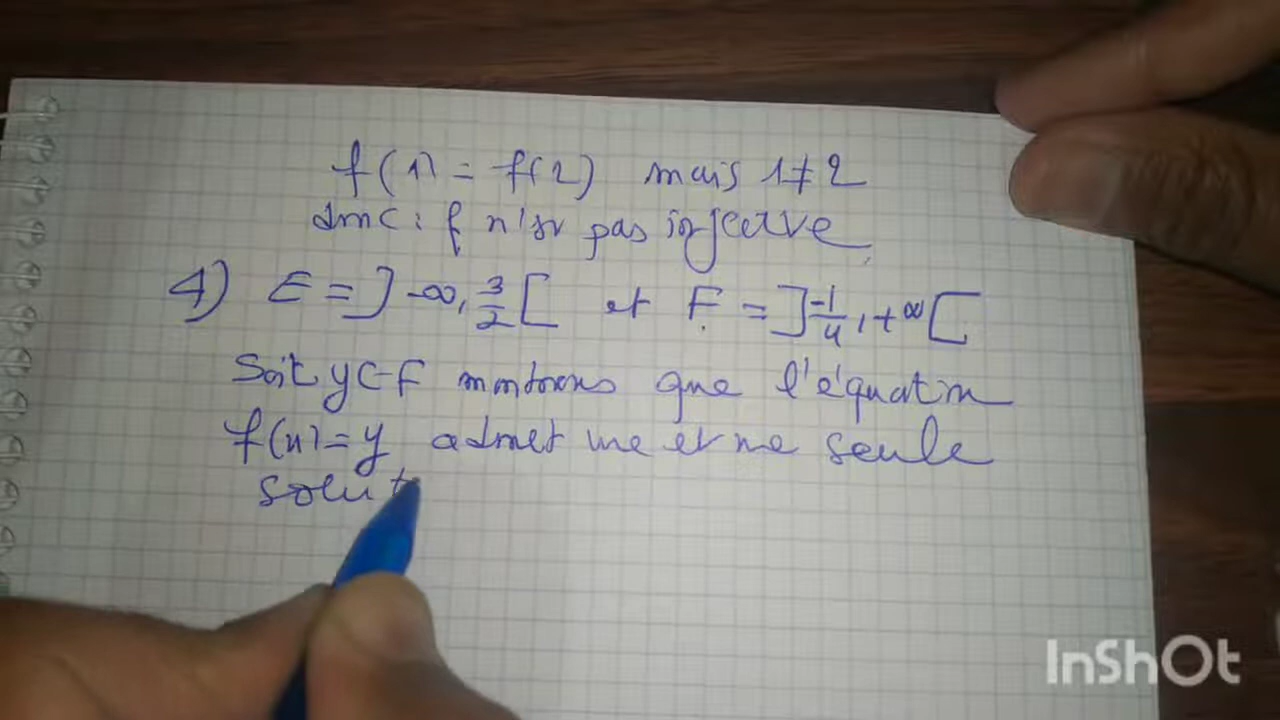 f(1) = f(2) mais 1≠2
donc : f n'est pas injective
4) E = ]-∞, 3/2[ et F = ]-1/4, +∞[
Soit y ∈ F montrons que l'équation
f(x) = y admet une et une seule
solut
InShOt